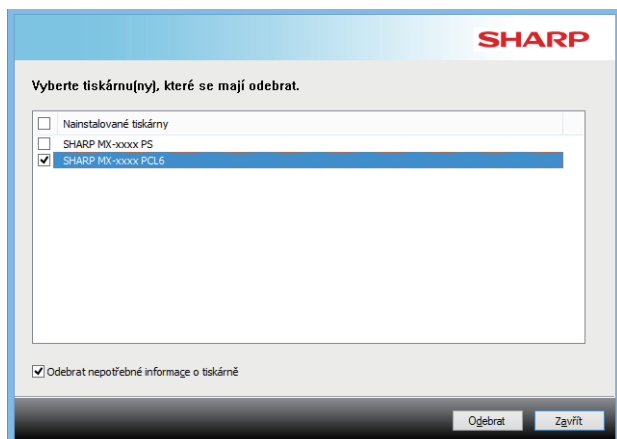 SHARP
Vyberte tiskárnu(ny), které se mají odebrat.
Nainstalované tiskárny
SHARP MX-xxxx PS
SHARP MX-xxxx PCL6
Odebrat nepotřebné informace o tiskárně
Odebrat Zavřít